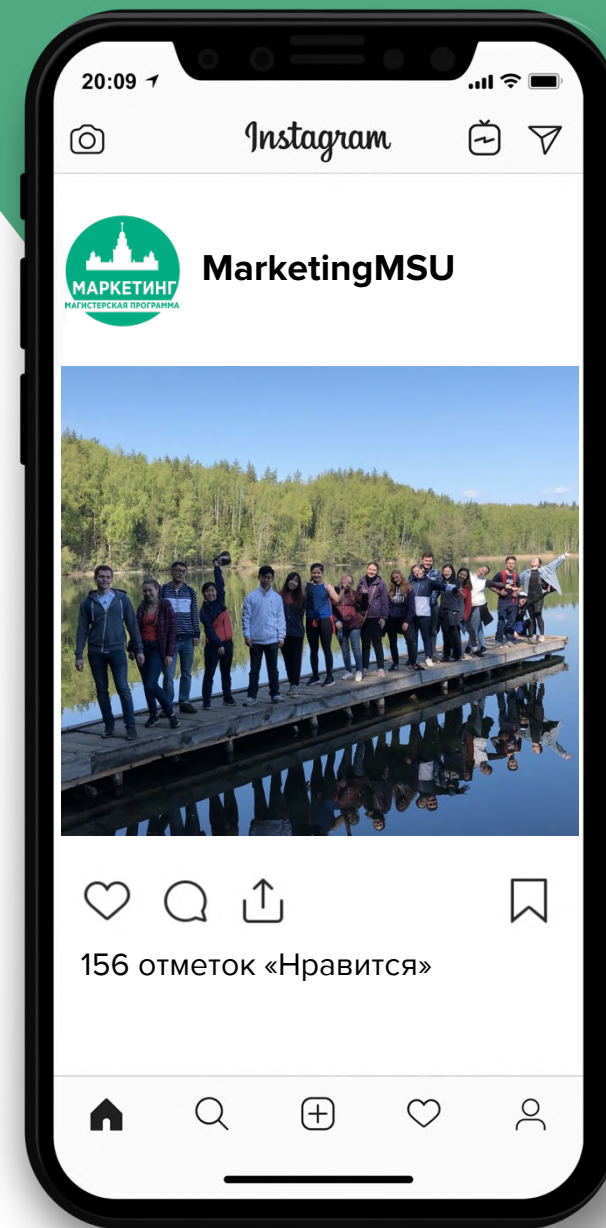 20:09
Instagram
MarketingMSU
МАРКЕТИНГ
МАГИСТЕРСКАЯ ПРОГРАММА
156 отметок «Нравится»